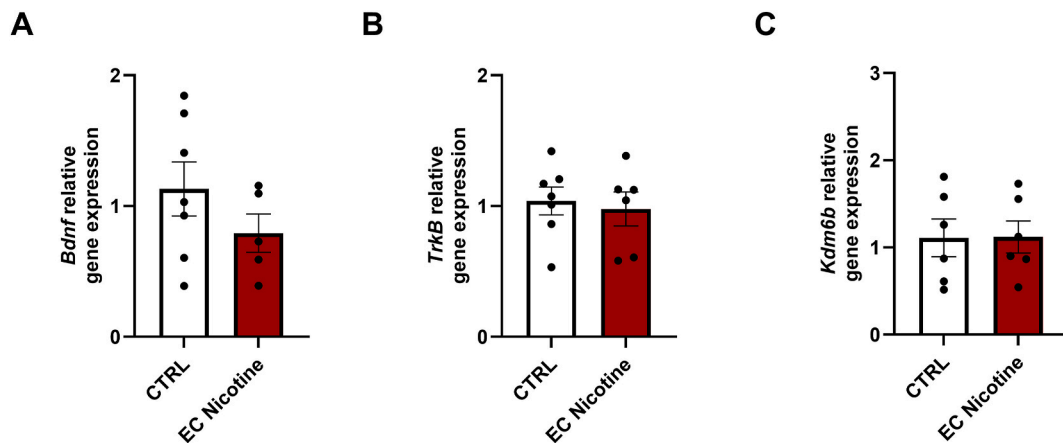 A
Bdnf relative
gene expression
2
1
0
CTRL
EC Nicotine
B
TrkB relative
gene expression
2
1
0
CTRL
EC Nicotine
C
Kdm6b relative
gene expression
3
2
1
0
CTRL
EC Nicotine